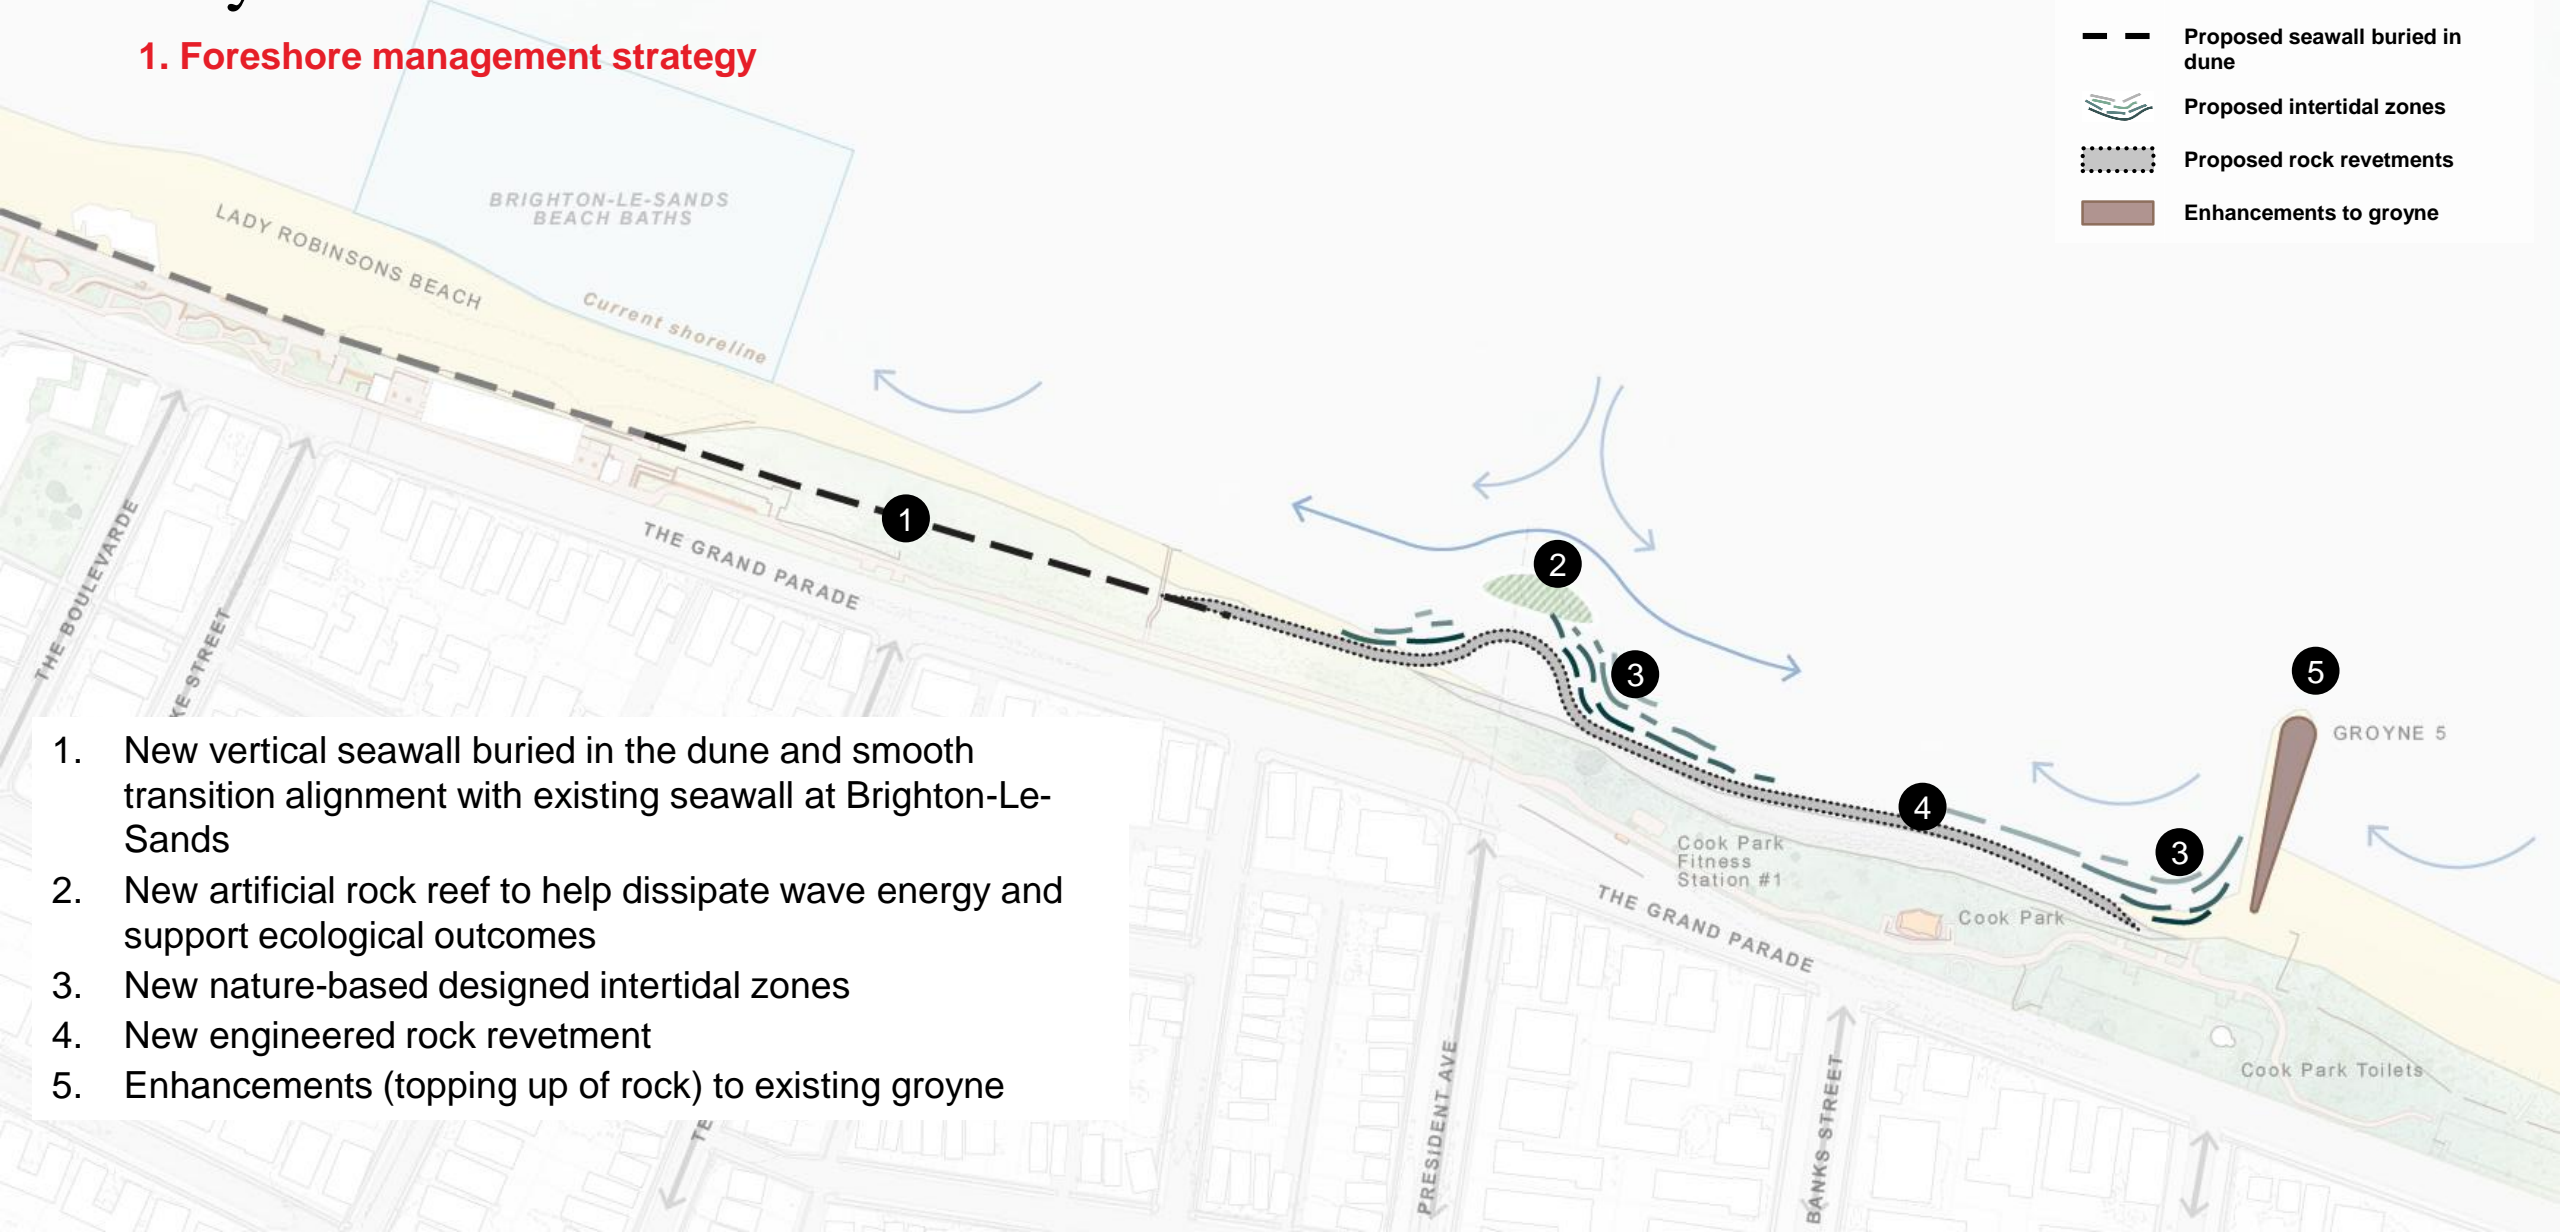 1. Foreshore management strategy
Proposed seawall buried in
dune
Proposed intertidal zones
Proposed rock revetments
Enhancements to groyne
BRIGHTON-LE-SANDS
BEACH BATHS
LADY ROBINSONS BEACH
Current shoreline
THE BOULEVARDE
STREET
THE GRAND PARADE
1
2
3
4
3
5
GROYNE 5
Cook Park
Fitness
Station #1
Cook Park
THE GRAND PARADE
Cook Park Toilets
PRESIDENT AVE
BANKS STREET
1. New vertical seawall buried in the dune and smooth
transition alignment with existing seawall at Brighton-Le-
Sands
2. New artificial rock reef to help dissipate wave energy and
support ecological outcomes
3. New nature-based designed intertidal zones
4. New engineered rock revetment
5. Enhancements (topping up of rock) to existing groyne